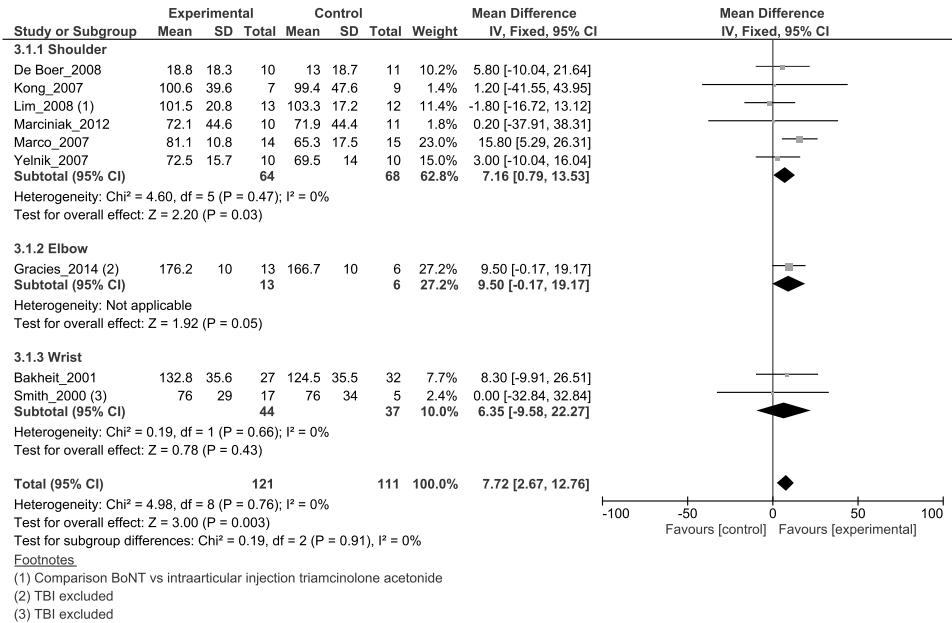 Experimental Control Mean Difference Mean Difference
Study or Subgroup Mean SD Total Mean SD Total Weight IV, Fixed, 95% CI IV, Fixed, 95% CI
3.1.1 Shoulder
De Boer_2008 18.8 18.3 10 13 18.7 11 10.2% 5.80 [-10.04, 21.64]
Kong_2007 100.6 39.6 7 99.4 47.6 9 1.4% 1.20 [-41.55, 43.95]
Lim_2008 (1) 101.5 20.8 13 103.3 17.2 12 11.4% -1.80 [-16.72, 13.12]
Marciniak_2012 72.1 44.6 10 71.9 44.4 11 1.8% 0.20 [-37.91, 38.31]
Marco_2007 81.1 10.8 14 65.3 17.5 15 23.0% 15.80 [5.29, 26.31]
Yelnik_2007 72.5 15.7 10 69.5 14 10 15.0% 3.00 [-10.04, 16.04]
Subtotal (95% CI) 64 68 62.8% 7.16 [0.79, 13.53]
Heterogeneity: Chi² = 4.60, df = 5 (P = 0.47); I² = 0%
Test for overall effect: Z = 2.20 (P = 0.03)
3.1.2 Elbow
Gracies_2014 (2) 176.2 10 13 166.7 10 6 27.2% 9.50 [-0.17, 19.17]
Subtotal (95% CI) 13 6 27.2% 9.50 [-0.17, 19.17]
Heterogeneity: Not applicable
Test for overall effect: Z = 1.92 (P = 0.05)
3.1.3 Wrist
Bakheit_2001 132.8 35.6 27 124.5 35.5 32 7.7% 8.30 [-9.91, 26.51]
Smith_2000 (3) 76 29 17 76 34 5 2.4% 0.00 [-32.84, 32.84]
Subtotal (95% CI) 44 37 10.0% 6.35 [-9.58, 22.27]
Heterogeneity: Chi² = 0.19, df = 1 (P = 0.66); I² = 0%
Test for overall effect: Z = 0.78 (P = 0.43)
Total (95% CI) 121 111 100.0% 7.72 [2.67, 12.76]
Heterogeneity: Chi² = 4.98, df = 8 (P = 0.76); I² = 0%
-100 -50 0 50 100
Test for overall effect: Z = 3.00 (P = 0.003)
Favours [control] Favours [experimental]
Test for subgroup differences: Chi² = 0.19, df = 2 (P = 0.91), I² = 0%
Footnotes
(1) Comparison BoNT vs intraarticular injection triamcinolone acetonide
(2) TBI excluded
(3) TBI excluded